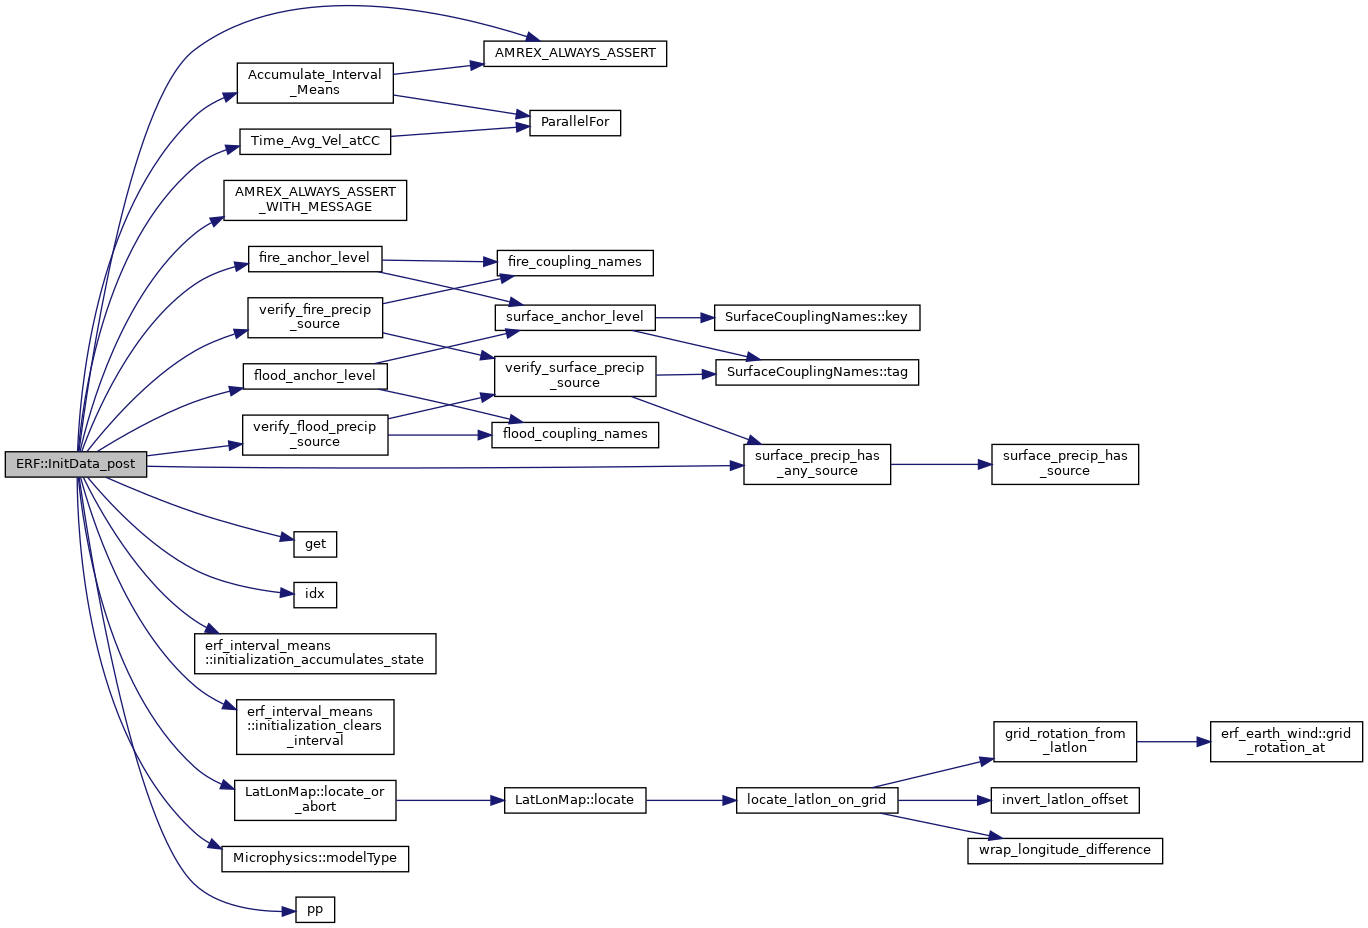 AMREX_ALWAYS_ASSERT
Accumulate_Interval
_Means
ParallelFor
Time_Avg_Vel_atCC
AMREX_ALWAYS_ASSERT
_WITH_MESSAGE
fire_anchor_level
fire_coupling_names
verify_fire_precip
_source
surface_anchor_level
SurfaceCouplingNames::key
flood_anchor_level
verify_surface_precip
_source
SurfaceCouplingNames::tag
verify_flood_precip
_source
flood_coupling_names
ERF::InitData_post
surface_precip_has
_any_source
surface_precip_has
_source
get
idx
erf_interval_means
::initialization_accumulates_state
erf_interval_means
::initialization_clears
_interval
grid_rotation_from
_latlon
erf_earth_wind::grid
_rotation_at
LatLonMap::locate_or
_abort
LatLonMap::locate
locate_latlon_on_grid
invert_latlon_offset
wrap_longitude_difference
Microphysics::modelType
pp